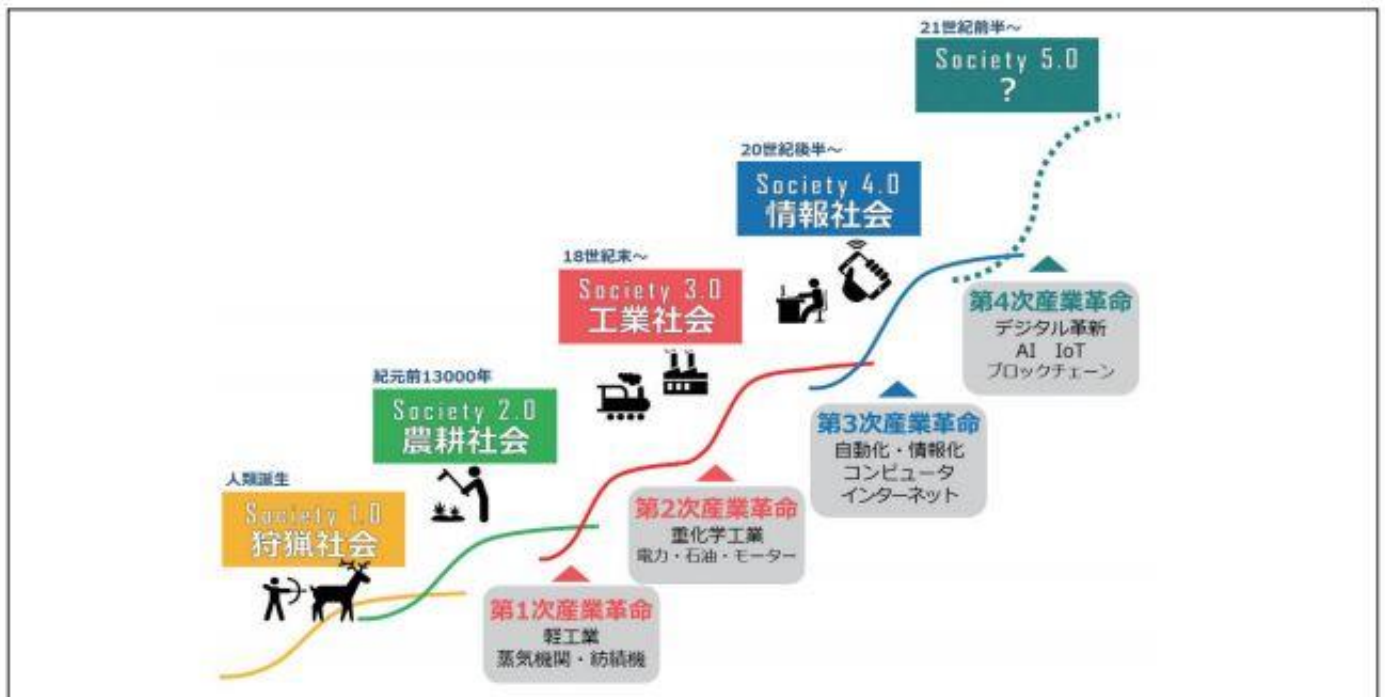 21世紀前半～
Society 5.0
?
20世紀後半～
Society 4.0
情報社会
18世紀末～
Society 3.0
工業社会
紀元前13000年
Society 2.0
農耕社会
人類誕生
Society 1.0
狩猟社会
第1次産業革命
軽工業
蒸気機関・紡績機
第2次産業革命
重化学工業
電力・石油・モーター
第3次産業革命
自動化・情報化
コンピュータ
インターネット
第4次産業革命
デジタル革新
AI IoT
ブロックチェーン